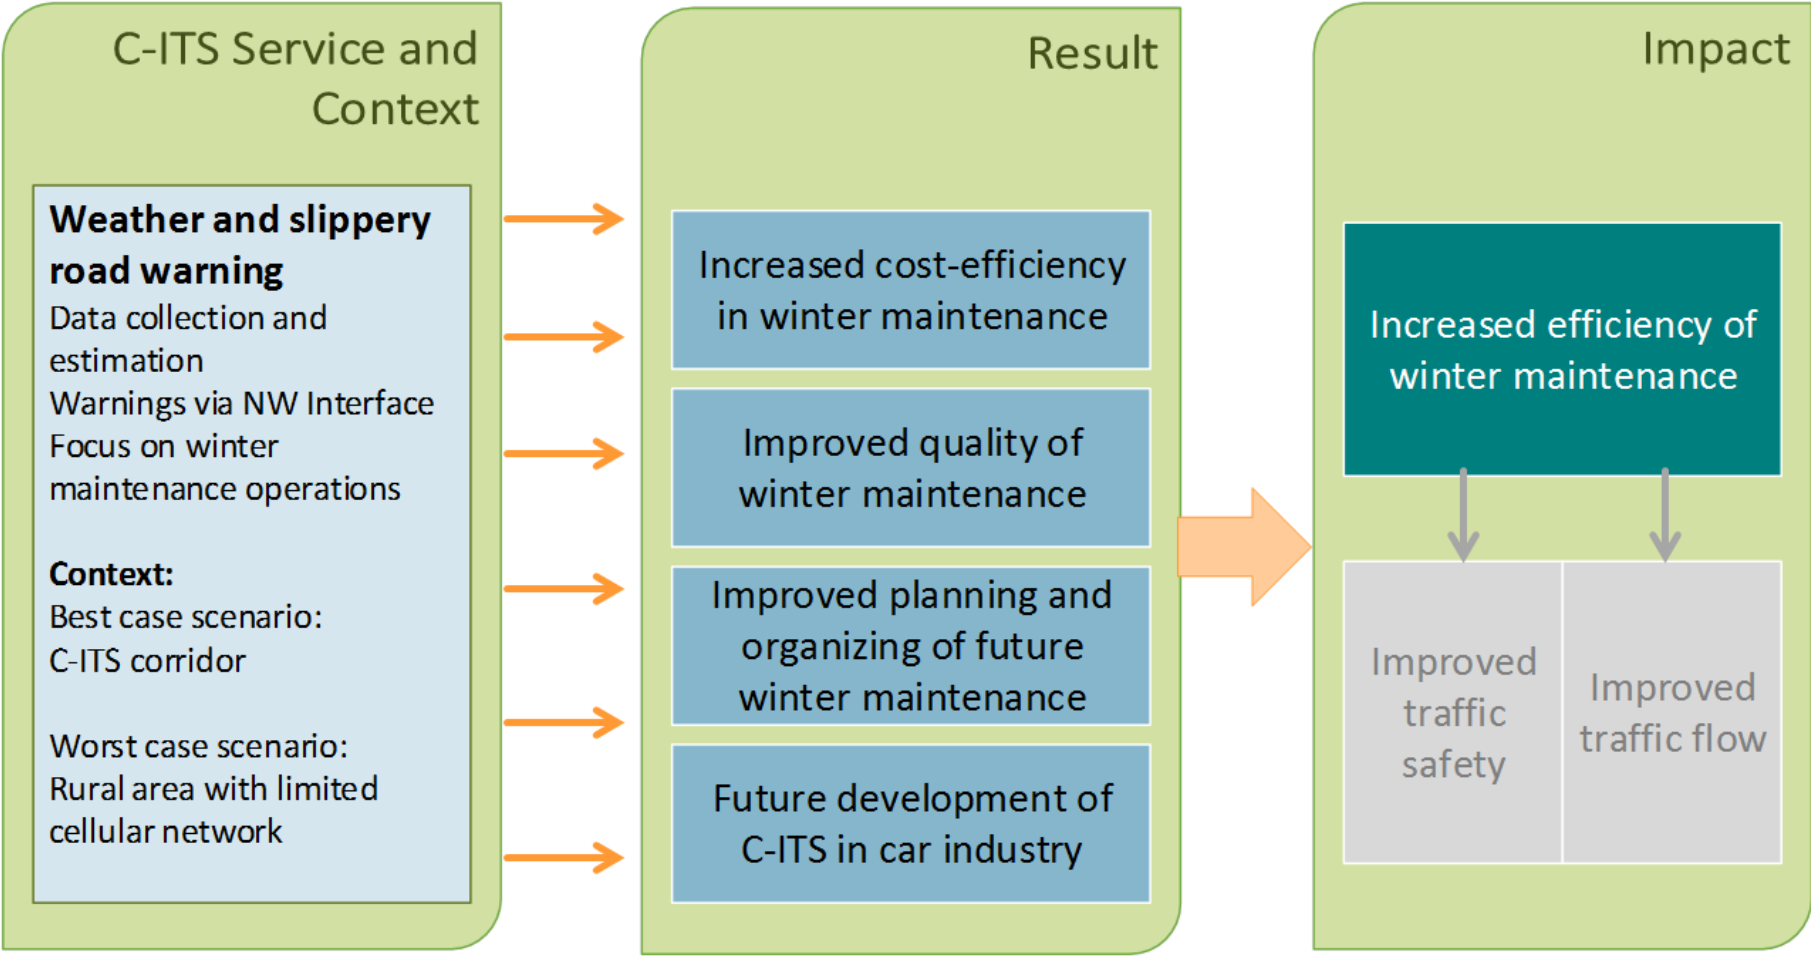 C-ITS Service and
Context
Weather and slippery
road warning
Data collection and
estimation
Warnings via NW Interface
Focus on winter
maintenance operations
Context:
Best case scenario:
C-ITS corridor
Worst case scenario:
Rural area with limited
cellular network
Result
Increased cost-efficiency
in winter maintenance
Improved quality of
winter maintenance
Improved planning and
organizing of future
winter maintenance
Future development of
C-ITS in car industry
Impact
Increased efficiency of
winter maintenance
Improved
traffic
safety
Improved
traffic flow